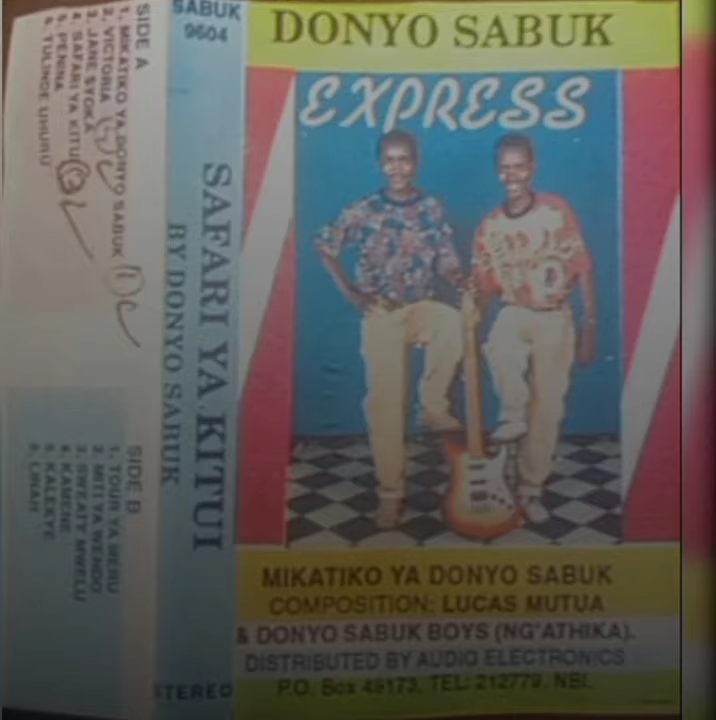 DONYO SABUK
EXPRESS
MIKATIKO YA DONYO SABUK
COMPOSITION: LUCAS MUTUA
& DONYO SABUK BOYS (NG'ATHIKA).
DISTRIBUTED BY AUDIO ELECTRONICS
P.O. Box 49173, TEL: 212779. NBI.
SABUK
9604
SAFARI YA KITUI
BY DONYO SABUK
STEREO
SIDE A
1. MIKATIKO YA DONYO SABUK
2. VICTORIA
3. JANE SYOKA
4. SAFARI YA KITUI
5. PENINA
6. TULINDE UHURU
SIDE B
1. TOUR YA MERU
2. MITI YA WENDO
3. SWEATY MWELU
4. KAMENE
5. KALEKYE
6. LINAH